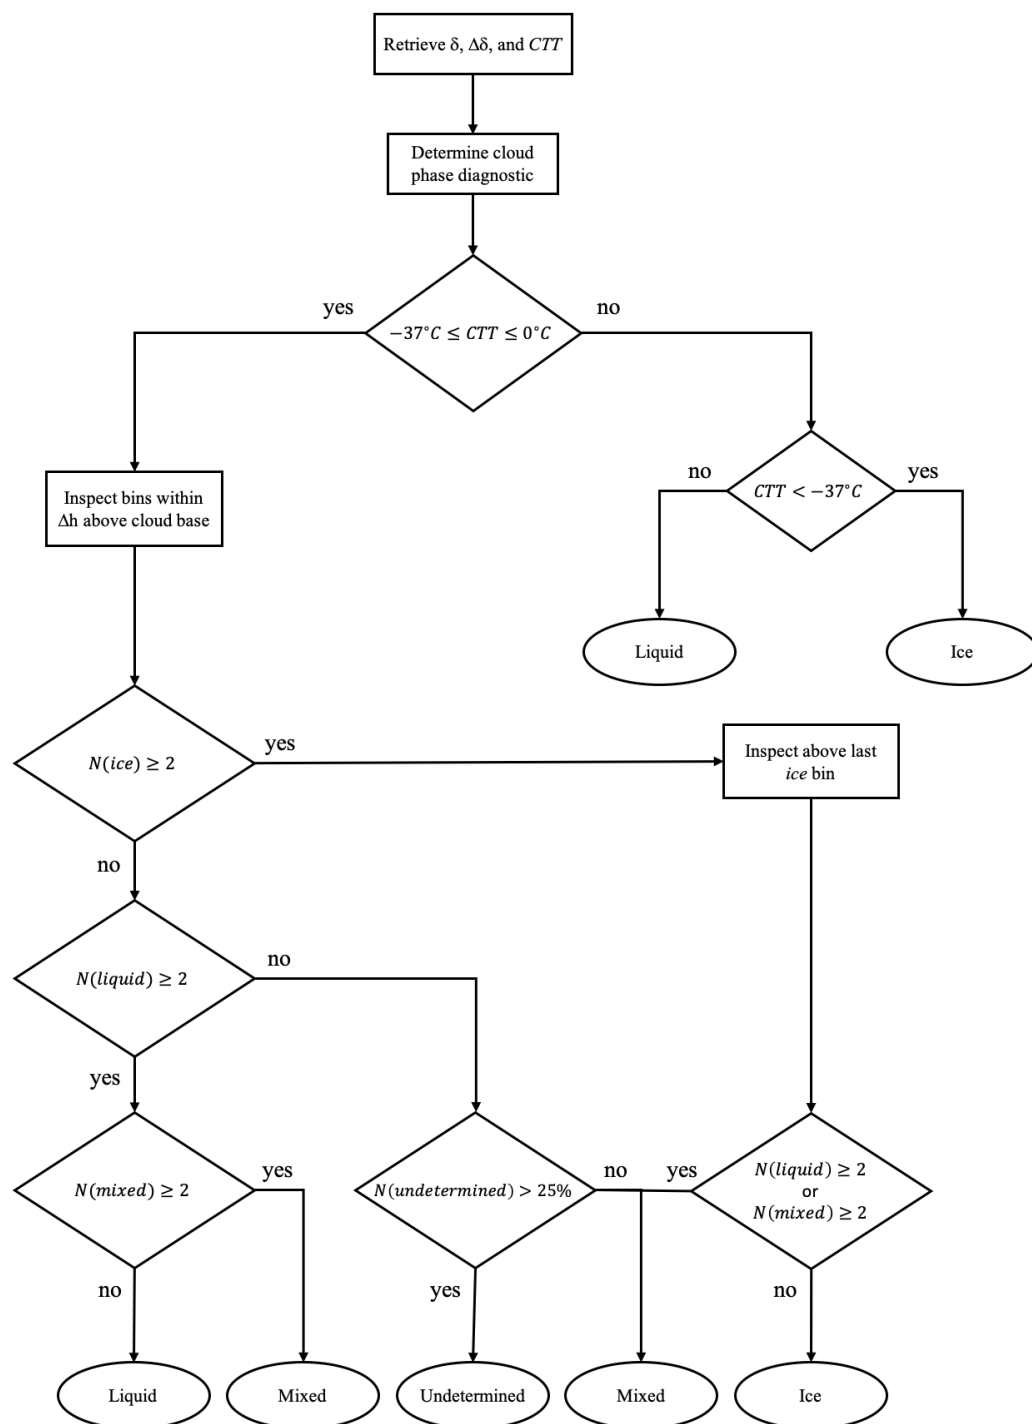 Retrieve δ, Δδ, and CTT
Determine cloud
phase diagnostic
yes
no
−37°C ≤ CTT ≤ 0°C
no
yes
CTT < −37°C
Inspect bins within
Δh above cloud base
Liquid
Ice
yes
N(ice) ≥ 2
Inspect above last
ice bin
no
no
N(liquid) ≥ 2
yes
yes
N(mixed) ≥ 2
no
yes
N(undetermined) > 25%
N(liquid) ≥ 2
or
N(mixed) ≥ 2
no
yes
no
Liquid
Mixed
Undetermined
Mixed
Ice